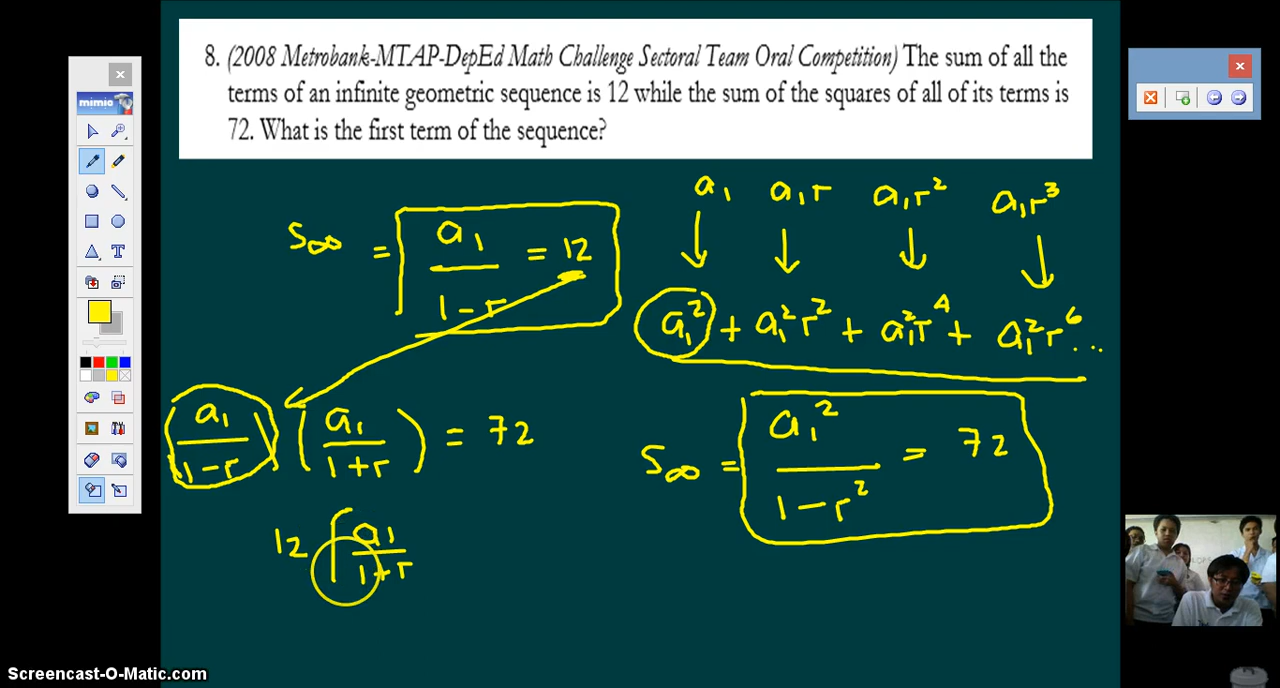 8. (2008 Metrobank-MTAP-DepEd Math Challenge Sectoral Team Oral Competition) The sum of all the
terms of an infinite geometric sequence is 12 while the sum of the squares of all of its terms is
72. What is the first term of the sequence?
mimio
T
a₁ a₁r a₁r² a₁r³
S∞ = a₁/(1-r) = 12
a₁² + a₁²r² + a₁²r⁴ + a₁²r⁶ ...
(a₁/(1-r)) (a₁/(1+r)) = 72
S∞ = a₁²/(1-r²) = 72
12 ( a₁/(1+r)
Screencast-O-Matic.com